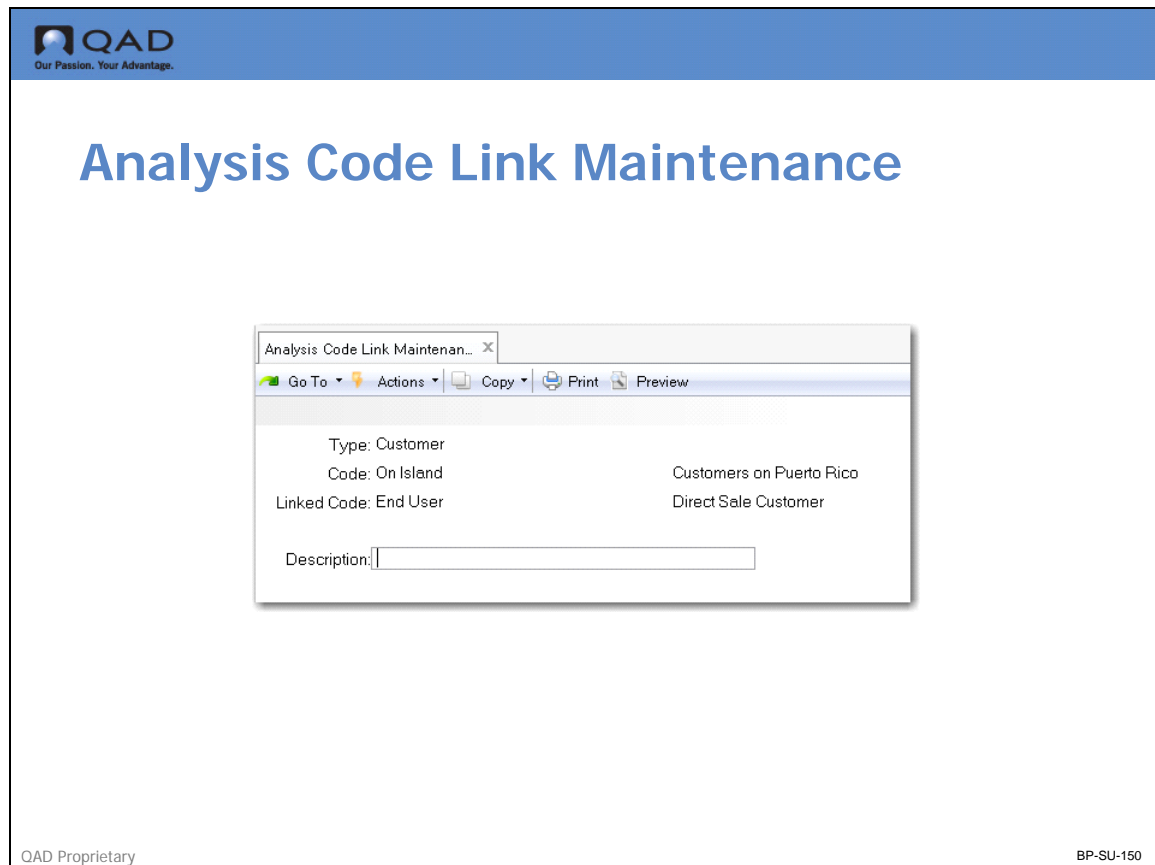 QAD
Our Passion. Your Advantage.
Analysis Code Link Maintenance
Analysis Code Link Maintenan... X
Go To Actions Copy Print Preview
Type: Customer
Code: On Island Customers on Puerto Rico
Linked Code: End User Direct Sale Customer
Description:
QAD Proprietary BP-SU-150